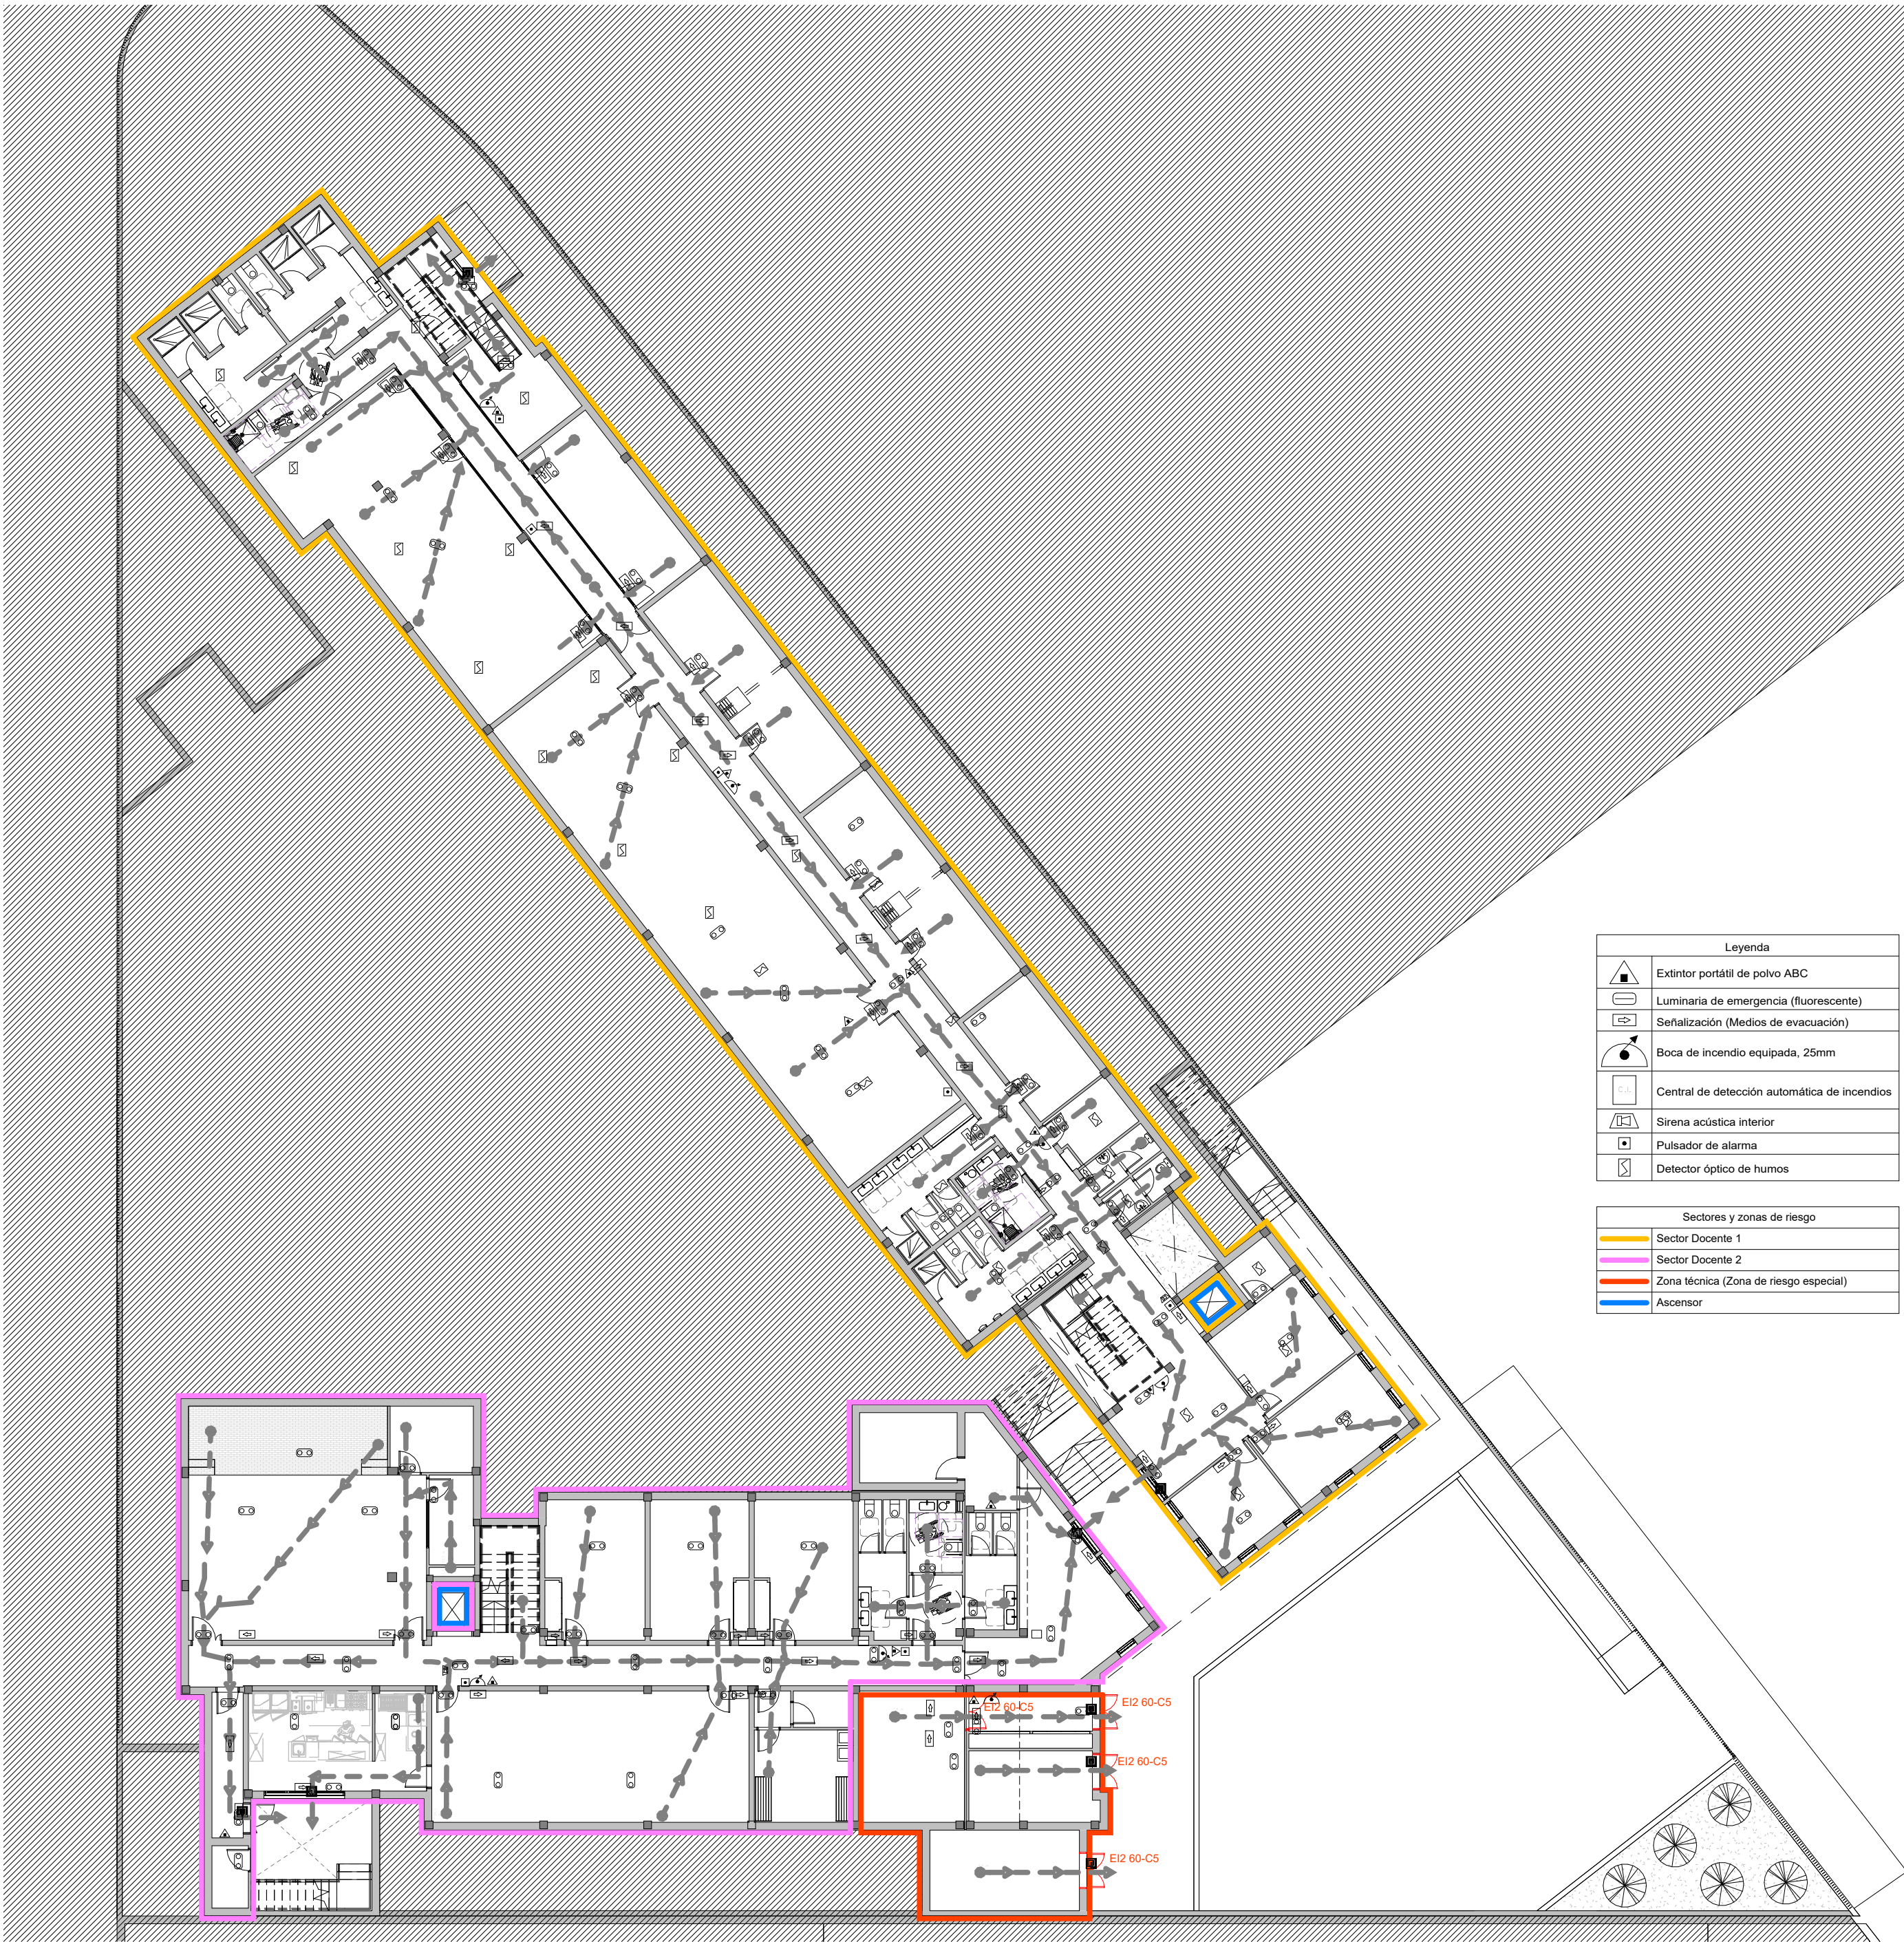 Leyenda
Extintor portátil de polvo ABC
Luminaria de emergencia (fluorescente)
Señalización (Medios de evacuación)
Boca de incendio equipada, 25mm
C.I.
Central de detección automática de incendios
Sirena acústica interior
Pulsador de alarma
Detector óptico de humos
Sectores y zonas de riesgo
Sector Docente 1
Sector Docente 2
Zona técnica (Zona de riesgo especial)
Ascensor
EI2 60-C5
EI2 60-C5
EI2 60-C5
EI2 60-C5